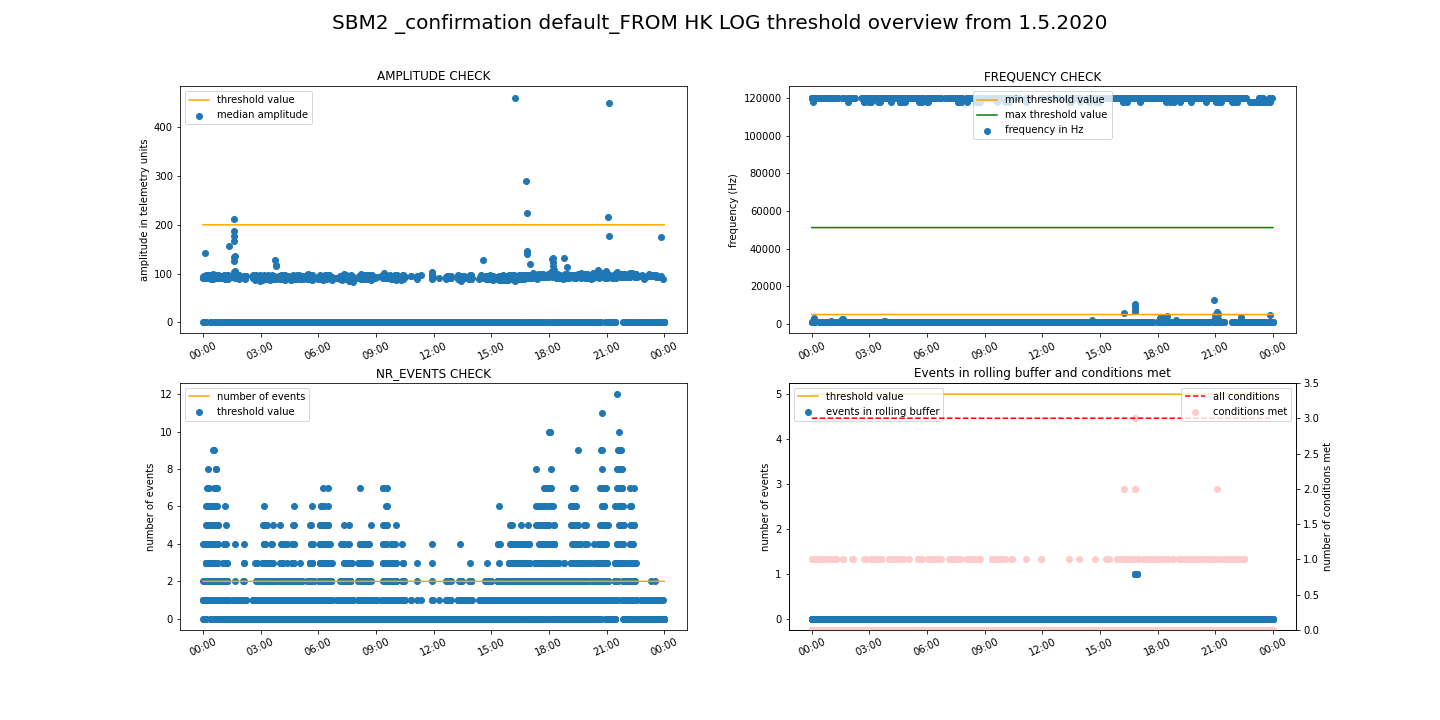 SBM2 _confirmation default_FROM HK LOG threshold overview from 1.5.2020
AMPLITUDE CHECK
threshold value
median amplitude
amplitude in telemetry units
400
300
200
100
0
00:00 03:00 06:00 09:00 12:00 15:00 18:00 21:00 00:00
FREQUENCY CHECK
min threshold value
max threshold value
frequency in Hz
frequency (Hz)
120000
100000
80000
60000
40000
20000
0
00:00 03:00 06:00 09:00 12:00 15:00 18:00 21:00 00:00
NR_EVENTS CHECK
number of events
threshold value
number of events
12
10
8
6
4
2
0
00:00 03:00 06:00 09:00 12:00 15:00 18:00 21:00 00:00
Events in rolling buffer and conditions met
threshold value
events in rolling buffer
all conditions
conditions met
number of events
5
4
3
2
1
0
3.5
3.0
2.5
2.0
1.5
1.0
0.5
0.0
number of conditions met
00:00 03:00 06:00 09:00 12:00 15:00 18:00 21:00 00:00